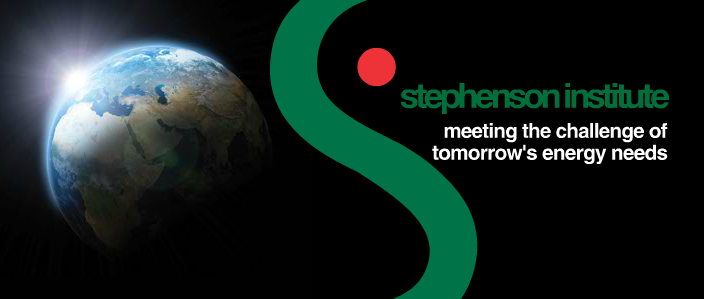 stephenson institute
meeting the challenge of
tomorrow's energy needs